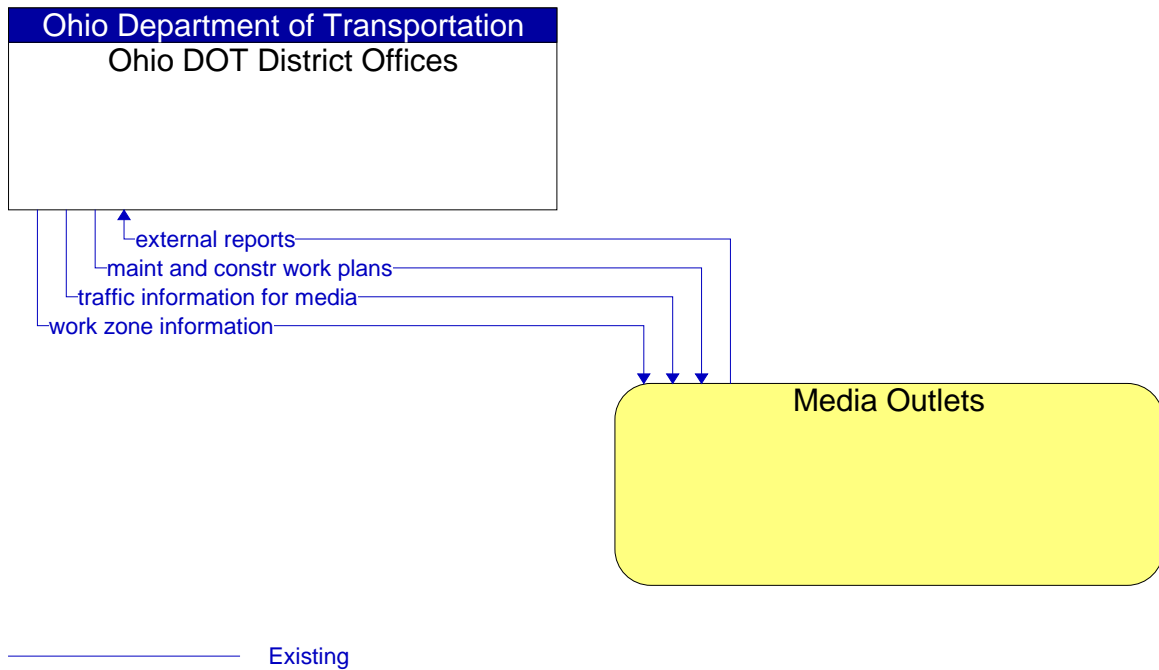 Ohio Department of Transportation
Ohio DOT District Offices
external reports
maint and constr work plans
traffic information for media
work zone information
Media Outlets
Existing